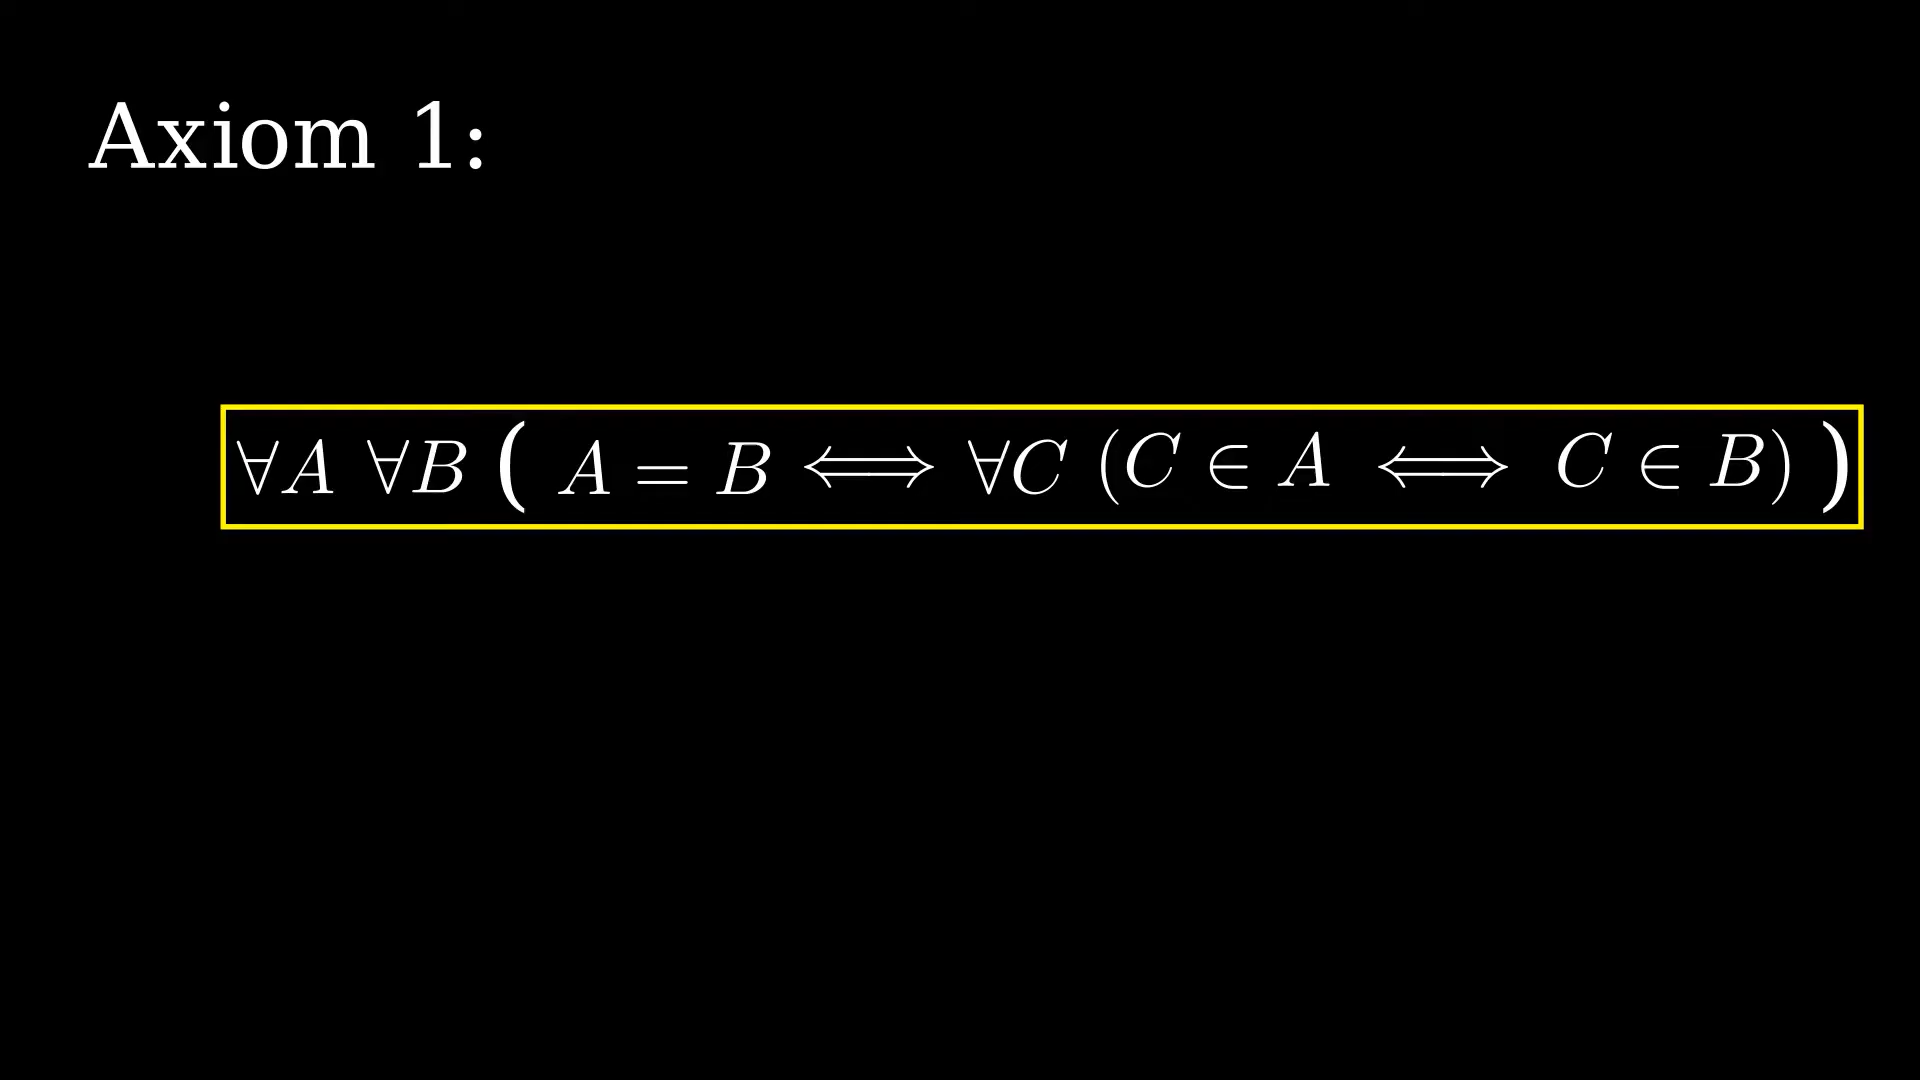 Axiom 1:
∀A ∀B ( A = B ⟺ ∀C (C ∈ A ⟺ C ∈ B) )